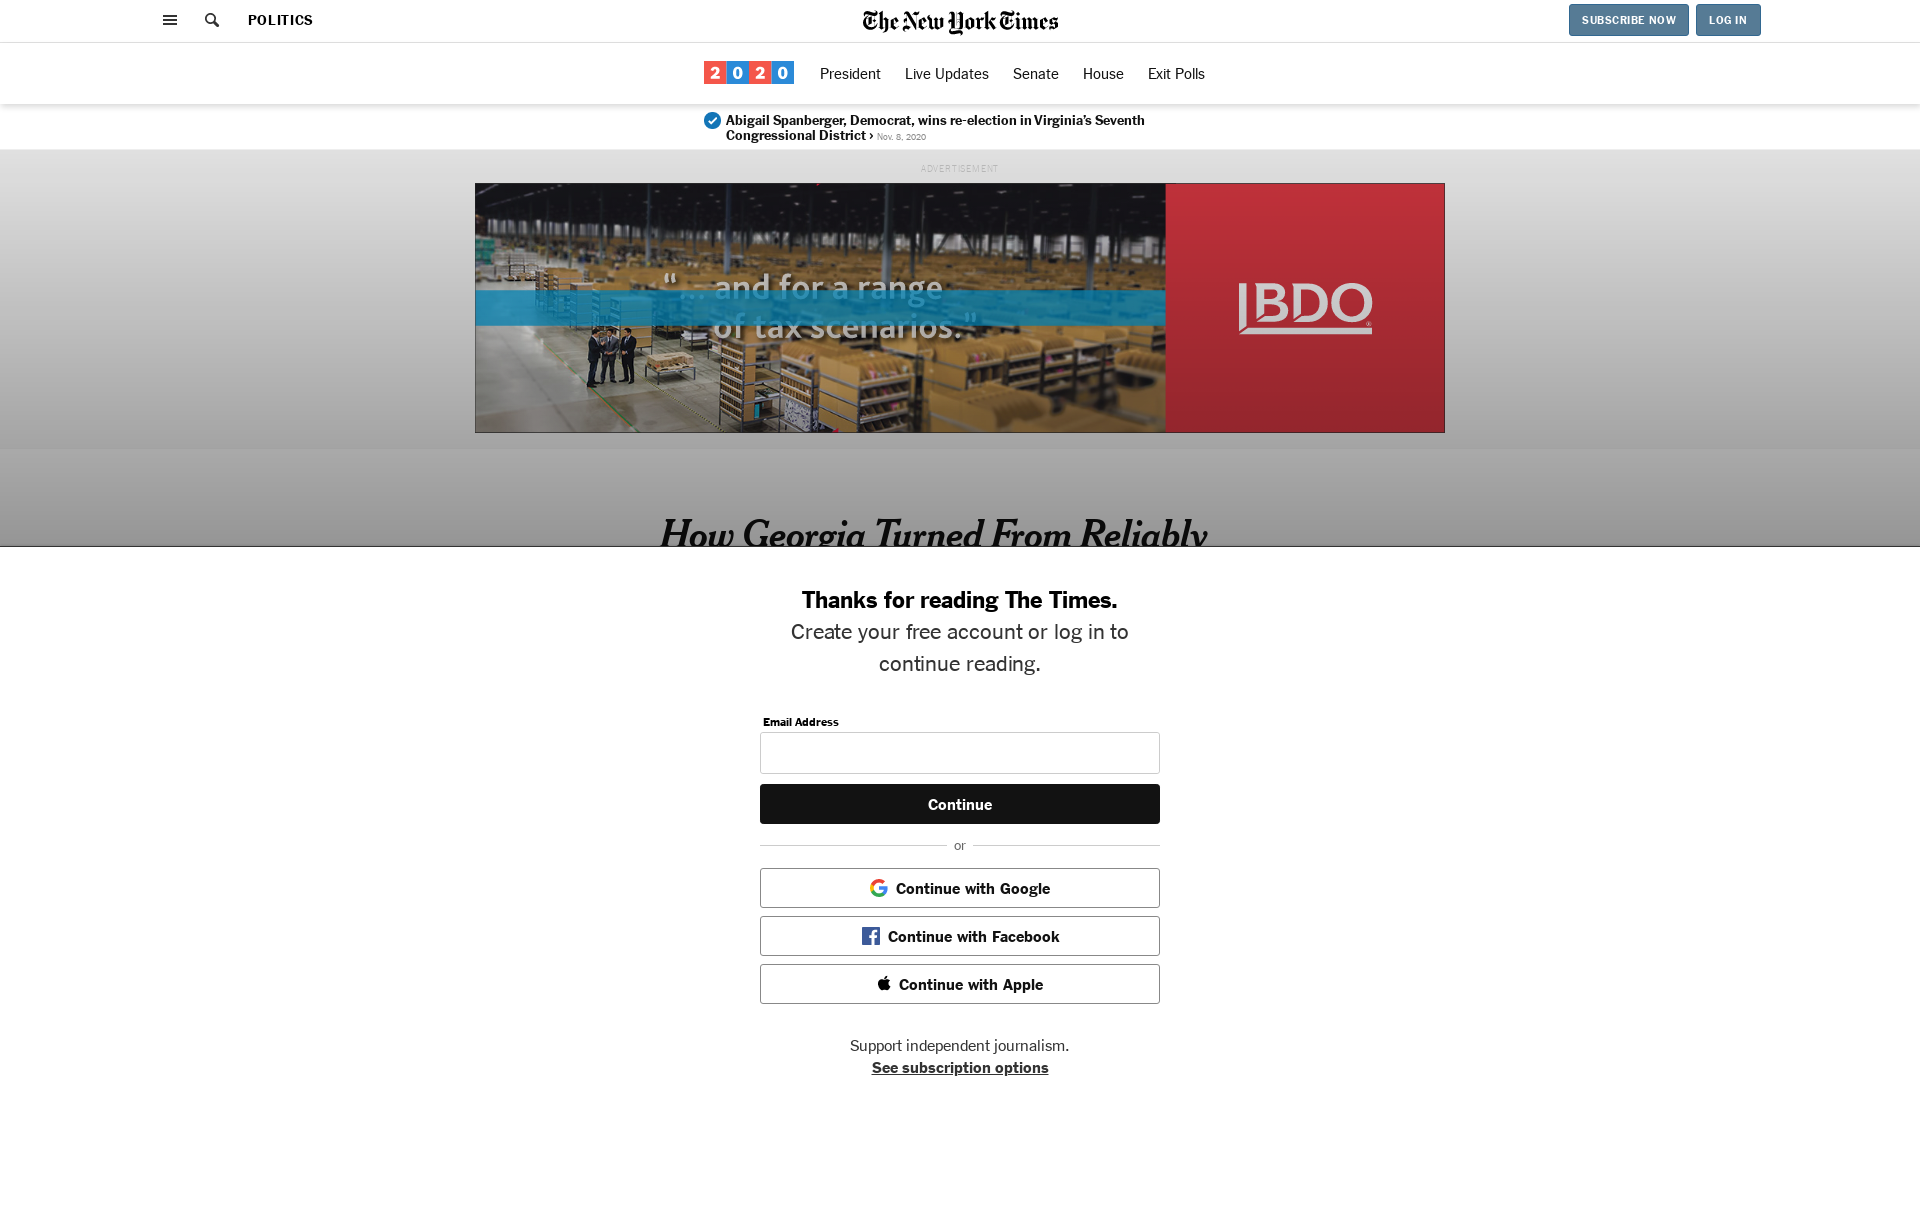 POLITICS
The New York Times
SUBSCRIBE NOW
LOG IN
2020
President
Live Updates
Senate
House
Exit Polls
Abigail Spanberger, Democrat, wins re-election in Virginia's Seventh
Congressional District › Nov. 8, 2020
ADVERTISEMENT
"... and for a range
of tax scenarios."
BDO
How Georgia Turned From Reliably
Thanks for reading The Times.
Create your free account or log in to
continue reading.
Email Address
Continue
or
Continue with Google
Continue with Facebook
Continue with Apple
Support independent journalism.
See subscription options